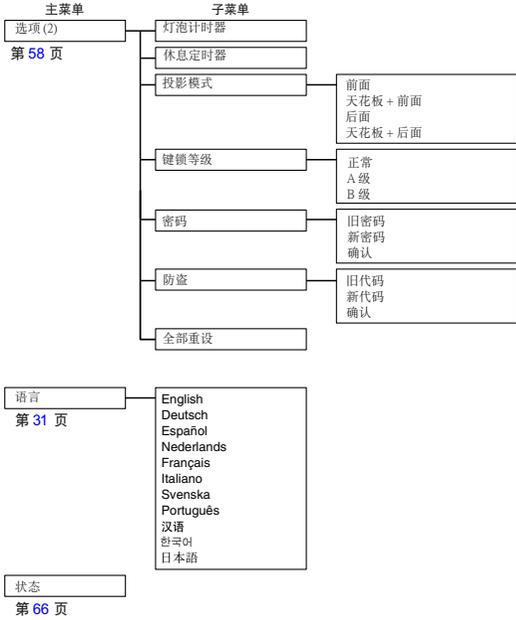 主菜单
子菜单
选项 (2)
第 58 页
灯泡计时器
休息定时器
投影模式
前面
天花板 + 前面
后面
天花板 + 后面
键锁等级
正常
A 级
B 级
密码
旧密码
新密码
确认
防盗
旧代码
新代码
确认
全部重设
语言
第 31 页
English
Deutsch
Español
Nederlands
Français
Italiano
Svenska
Português
汉语
한국어
日本語
状态
第 66 页